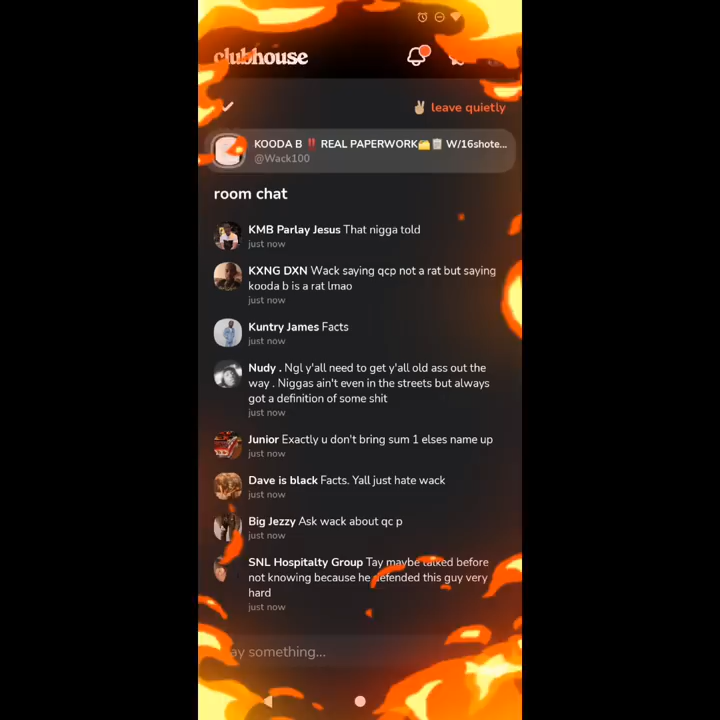 clubhouse
✌🏼 leave quietly
KOODA B ‼️ REAL PAPERWORK🧀📋 W/16shote...
@Wack100
room chat
KMB Parlay Jesus That nigga told
just now
KXNG DXN Wack saying qcp not a rat but saying
kooda b is a rat lmao
just now
Kuntry James Facts
just now
Nudy . Ngl y'all need to get y'all old ass out the
way . Niggas ain't even in the streets but always
got a definition of some shit
just now
Junior Exactly u don't bring sum 1 elses name up
just now
Dave is black Facts. Yall just hate wack
just now
Big Jezzy Ask wack about qc p
just now
SNL Hospitalty Group Tay maybe talked before
not knowing because he defended this guy very
hard
just now
ay something...